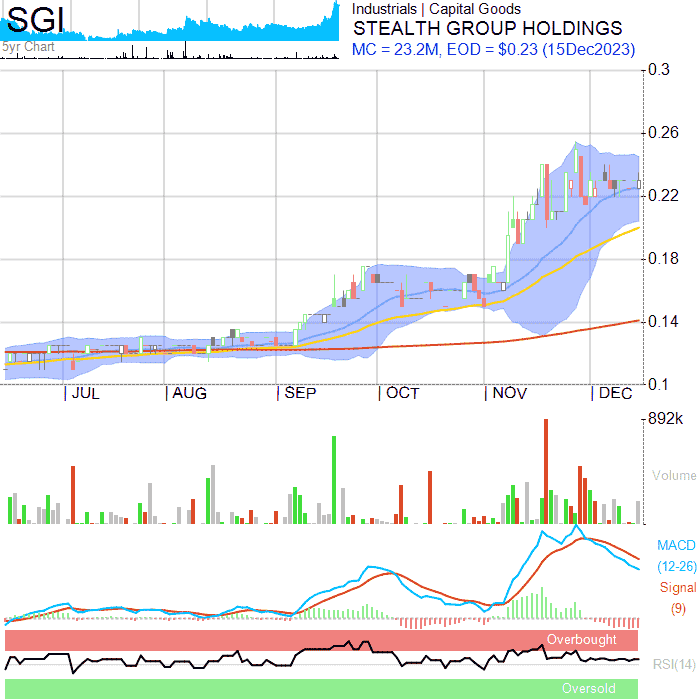 SGI
Industrials | Capital Goods
STEALTH GROUP HOLDINGS
5yr Chart
MC = 23.2M, EOD = $0.23 (15Dec2023)
0.3
0.26
0.22
0.18
0.14
0.1
JUL AUG SEP OCT NOV DEC
892k
Volume
MACD
(12-26)
Signal
(9)
Overbought
RSI(14)
Oversold